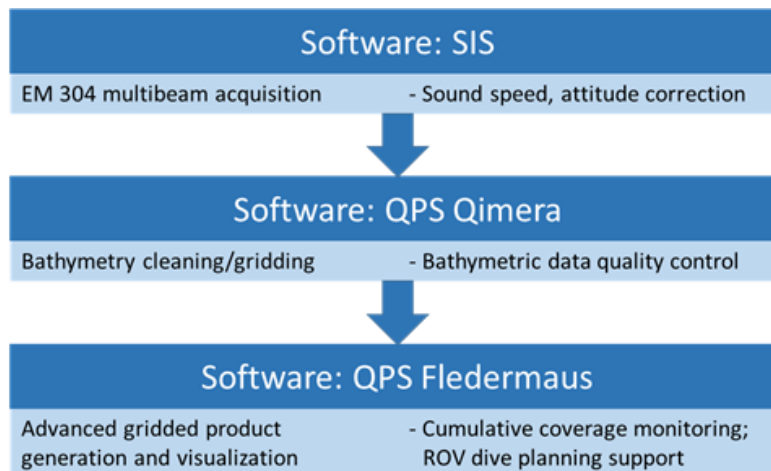 Software: SIS
EM 304 multibeam acquisition - Sound speed, attitude correction
Software: QPS Qimera
Bathymetry cleaning/gridding - Bathymetric data quality control
Software: QPS Fledermaus
Advanced gridded product
generation and visualization
- Cumulative coverage monitoring;
ROV dive planning support